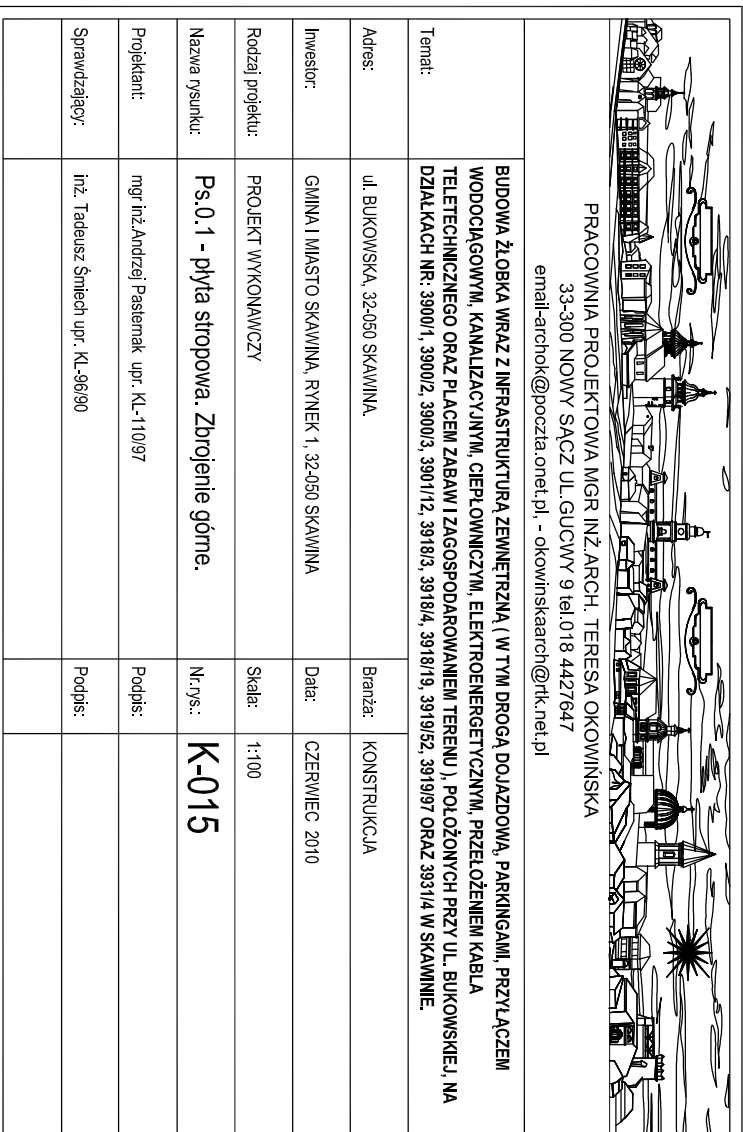 PRACOWNIA PROJEKTOWA MGR INŻ.ARCH. TERESA OKOWIŃSKA
33-300 NOWY SĄCZ UL.GUCWY 9 tel.018 4427647
email-archok@poczta.onet.pl, - okowinskaarch@rtk.net.pl
Temat:
BUDOWA ŻŁOBKA WRAZ Z INFRASTRUKTURĄ ZEWNĘTRZNĄ ( W TYM DROGĄ DOJAZDOWĄ, PARKINGAMI, PRZYŁĄCZEM
WODOCIĄGOWYM, KANALIZACYJNYM, CIEPŁOWNICZYM, ELEKTROENERGETYCZNYM, PRZEŁOŻENIEM KABLA
TELETECHNICZNEGO ORAZ PLACEM ZABAW I ZAGOSPODAROWANIEM TERENU ), POŁOŻONYCH PRZY UL. BUKOWSKIEJ, NA
DZIAŁKACH NR: 3900/1, 3900/2, 3900/3, 3901/12, 3918/3, 3918/4, 3918/19, 3919/52, 3919/97 ORAZ 3931/4 W SKAWINIE.
Adres: ul. BUKOWSKA, 32-050 SKAWINA. Branża: KONSTRUKCJA
Inwestor: GMINA I MIASTO SKAWINA, RYNEK 1, 32-050 SKAWINA Data: CZERWIEC 2010
Rodzaj projektu: PROJEKT WYKONAWCZY Skala: 1:100
Nazwa rysunku: Ps.0.1 - płyta stropowa. Zbrojenie górne. Nr.rys.: K-015
Projektant: mgr inż.Andrzej Pasternak upr. KL-110/97 Podpis:
Sprawdzający: inż. Tadeusz Śmiech upr. KL-96/90 Podpis: